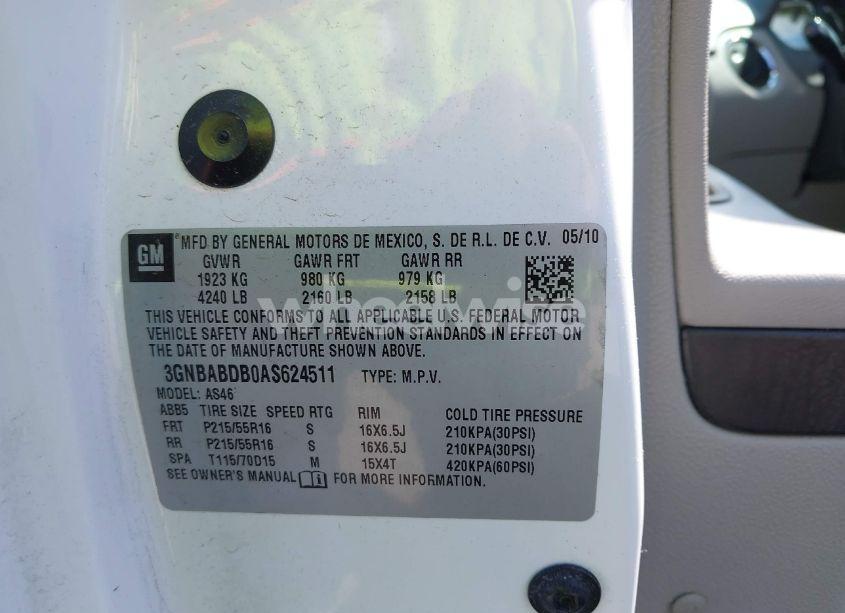 GM ® MFD BY GENERAL MOTORS DE MEXICO, S. DE R.L. DE C.V. 05/10
GVWR GAWR FRT GAWR RR
1923 KG 980 KG 979 KG
4240 LB 2160 LB 2158 LB
THIS VEHICLE CONFORMS TO ALL APPLICABLE U.S. FEDERAL MOTOR
VEHICLE SAFETY AND THEFT PREVENTION STANDARDS IN EFFECT ON
THE DATE OF MANUFACTURE SHOWN ABOVE.
3GNBABDB0AS624511 TYPE: M.P.V.
MODEL: AS46
ABB5 TIRE SIZE SPEED RTG RIM COLD TIRE PRESSURE
FRT P215/55R16 S 16X6.5J 210KPA(30PSI)
RR P215/55R16 S 16X6.5J 210KPA(30PSI)
SPA T115/70D15 M 15X4T 420KPA(60PSI)
SEE OWNER'S MANUAL FOR MORE INFORMATION.